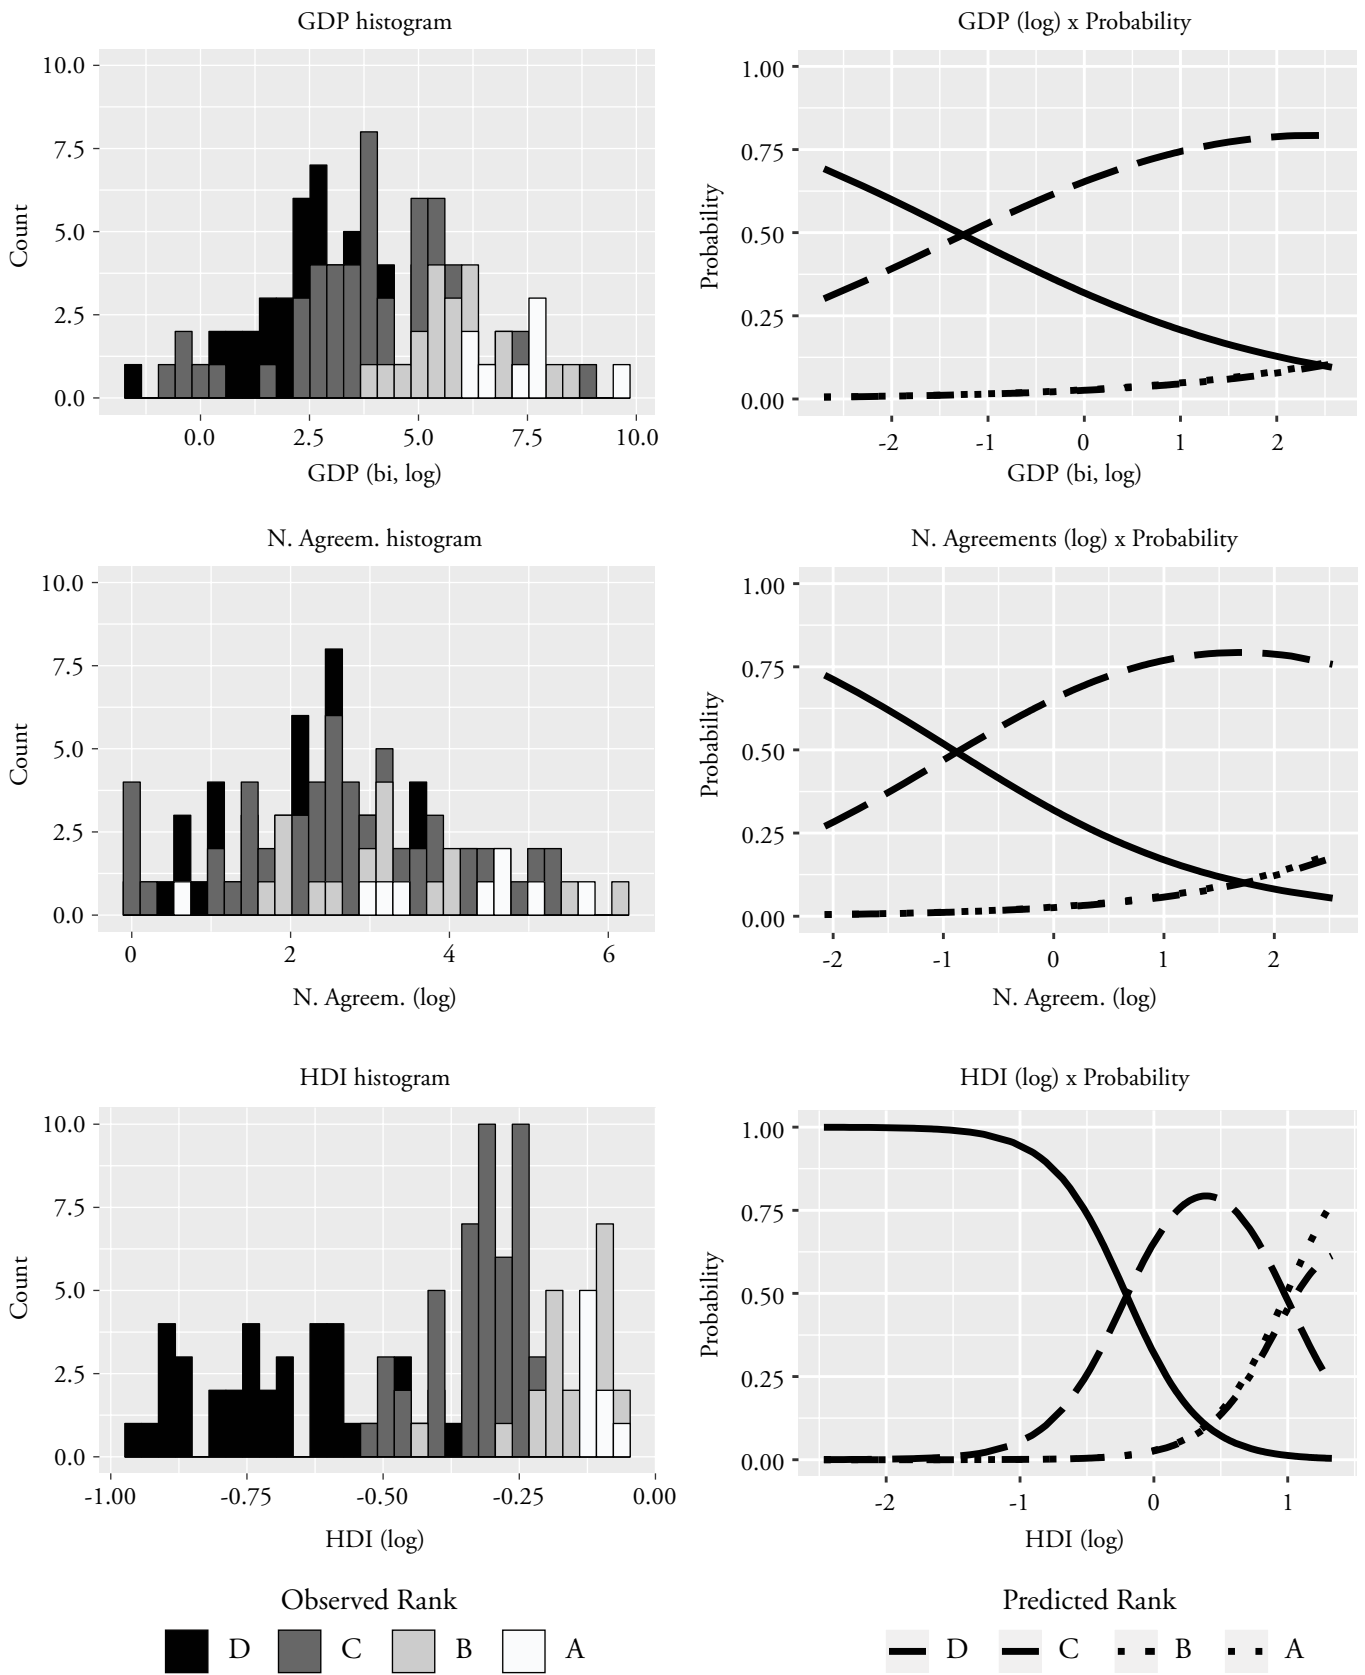 GDP histogram
10.0
7.5
5.0
2.5
0.0
Count
0.0 2.5 5.0 7.5 10.0
GDP (bi, log)
GDP (log) x Probability
1.00
0.75
0.50
0.25
0.00
Probability
-2 -1 0 1 2
GDP (bi, log)
N. Agreem. histogram
10.0
7.5
5.0
2.5
0.0
Count
0 2 4 6
N. Agreem. (log)
N. Agreements (log) x Probability
1.00
0.75
0.50
0.25
0.00
Probability
-2 -1 0 1 2
N. Agreem. (log)
HDI histogram
10.0
7.5
5.0
2.5
0.0
Count
-1.00 -0.75 -0.50 -0.25 0.00
HDI (log)
HDI (log) x Probability
1.00
0.75
0.50
0.25
0.00
Probability
-2 -1 0 1
HDI (log)
Observed Rank
D C B A
Predicted Rank
D C B A